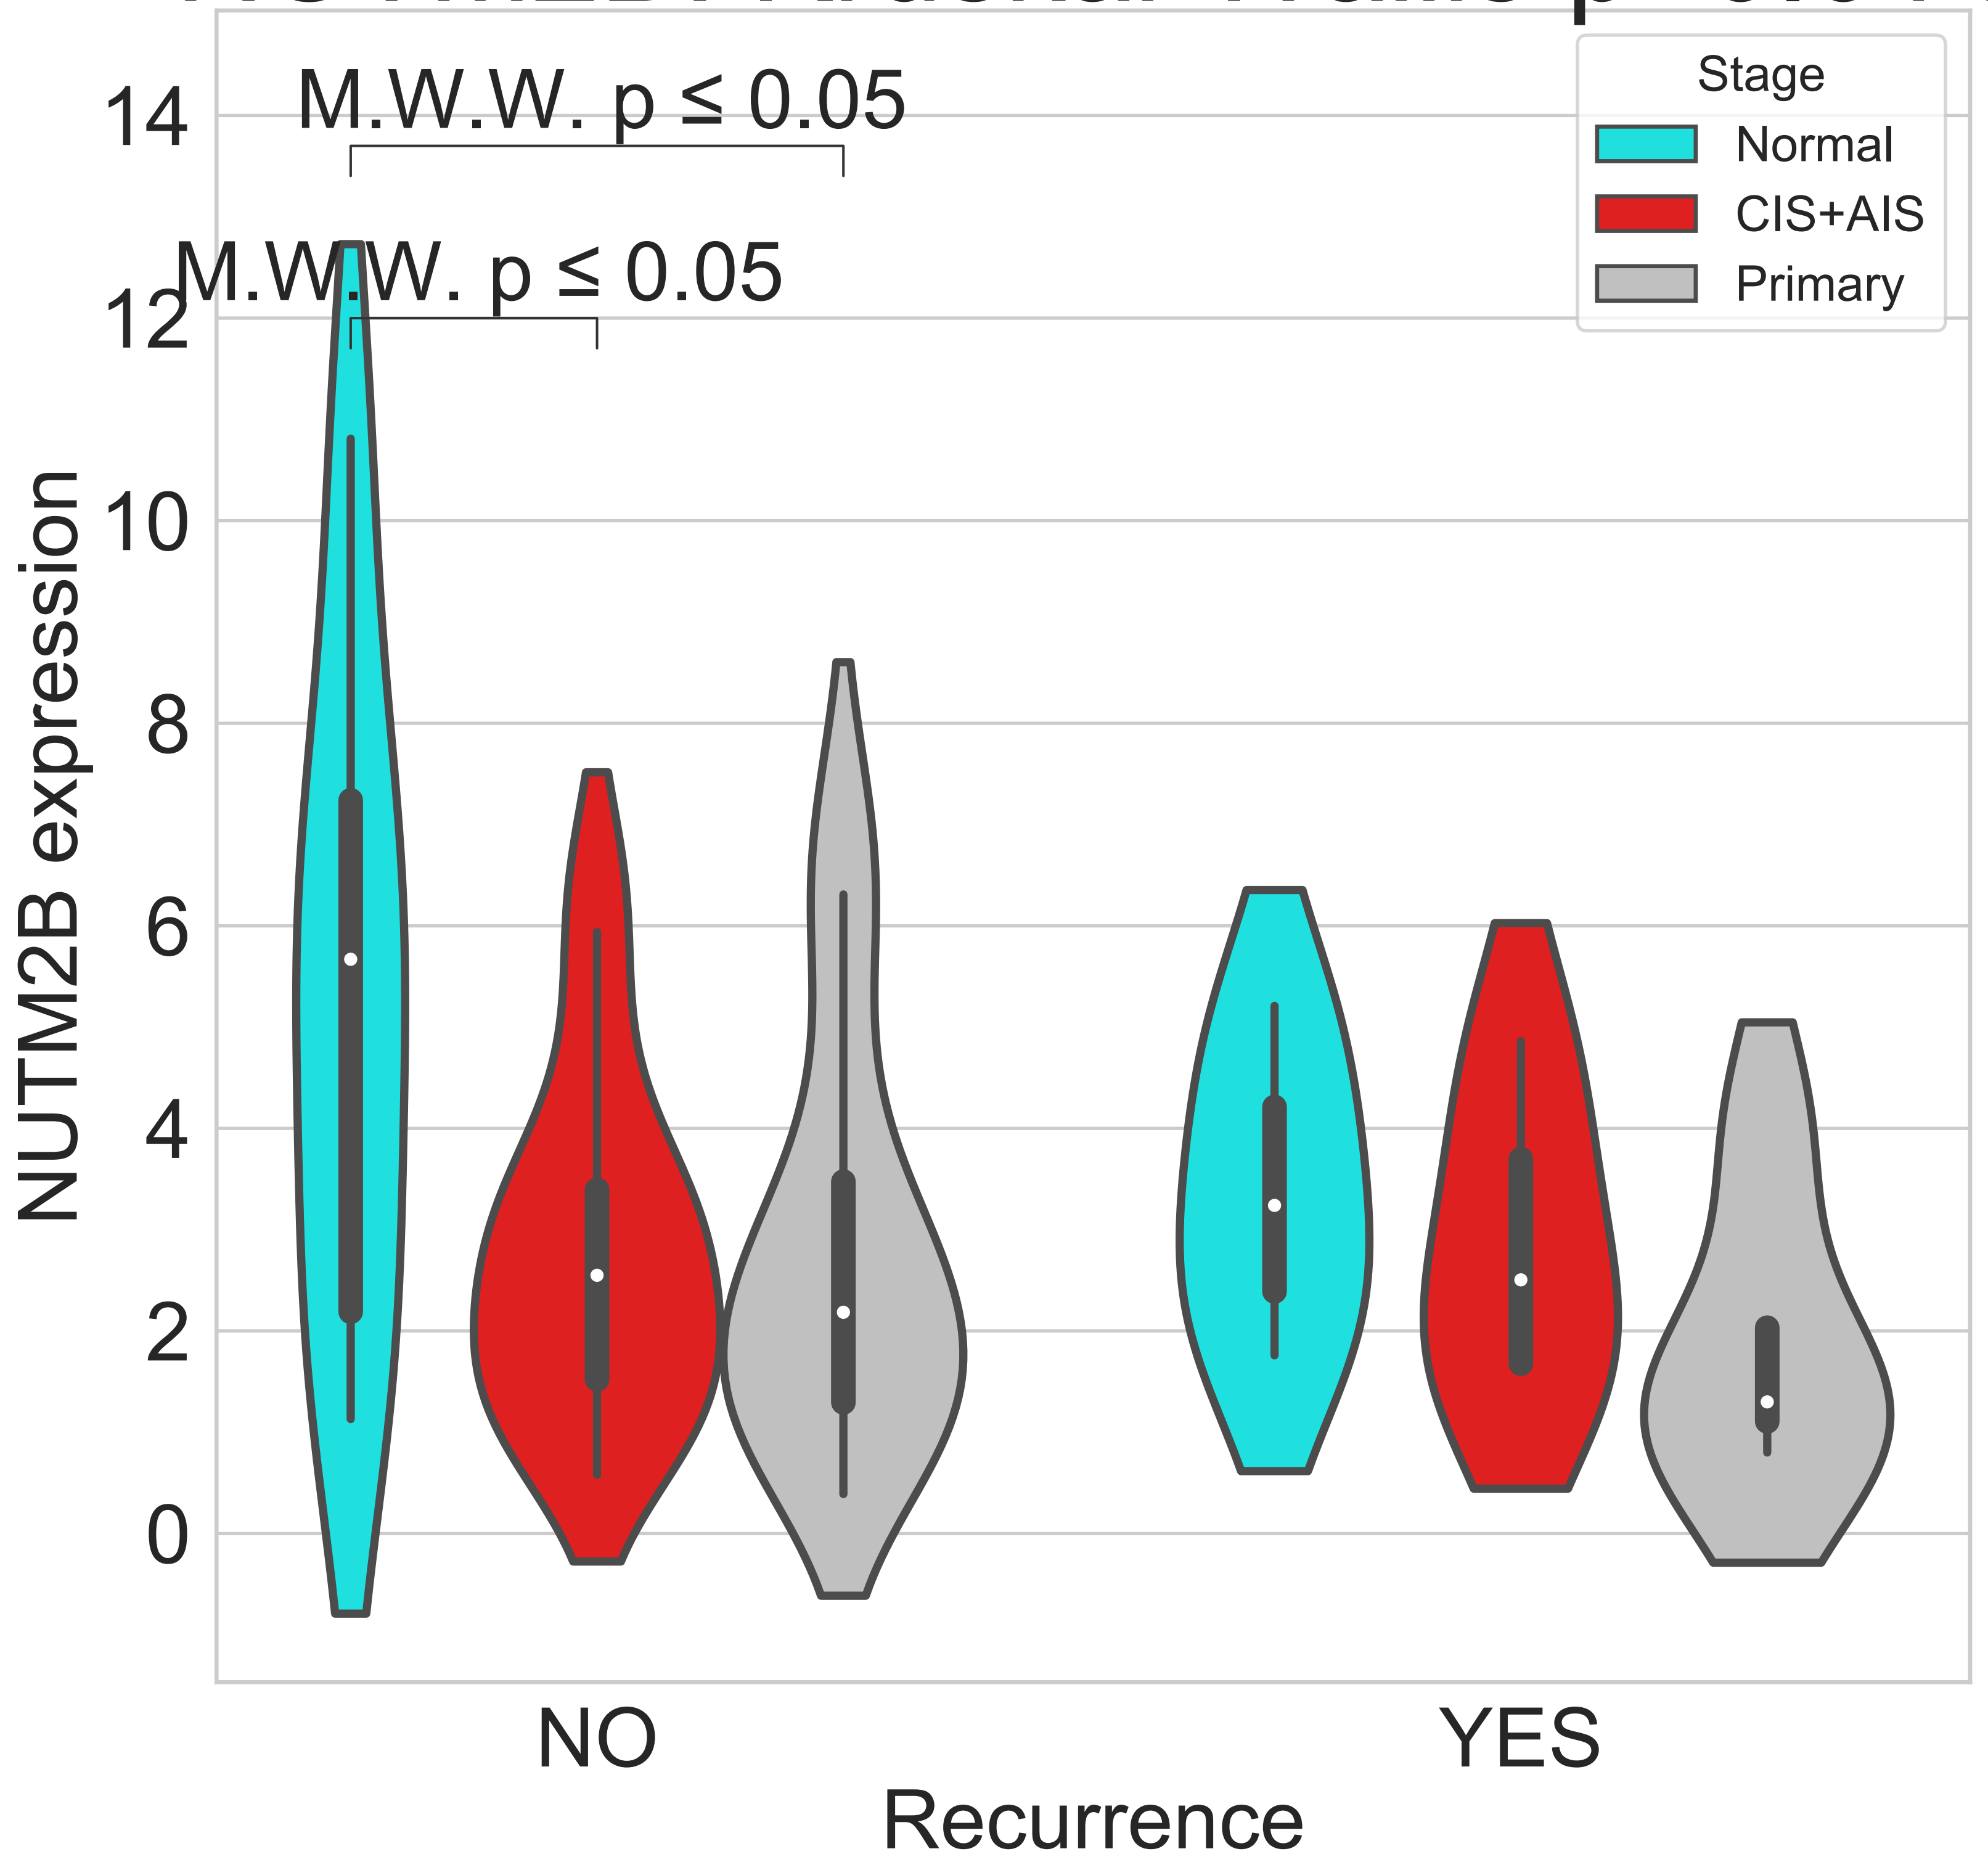 M.W.W. p ≤ 0.05
M.W.W. p ≤ 0.05
Stage
Normal
CIS+AIS
Primary
14
12
10
8
6
4
2
0
NUTM2B expression
NO
YES
Recurrence